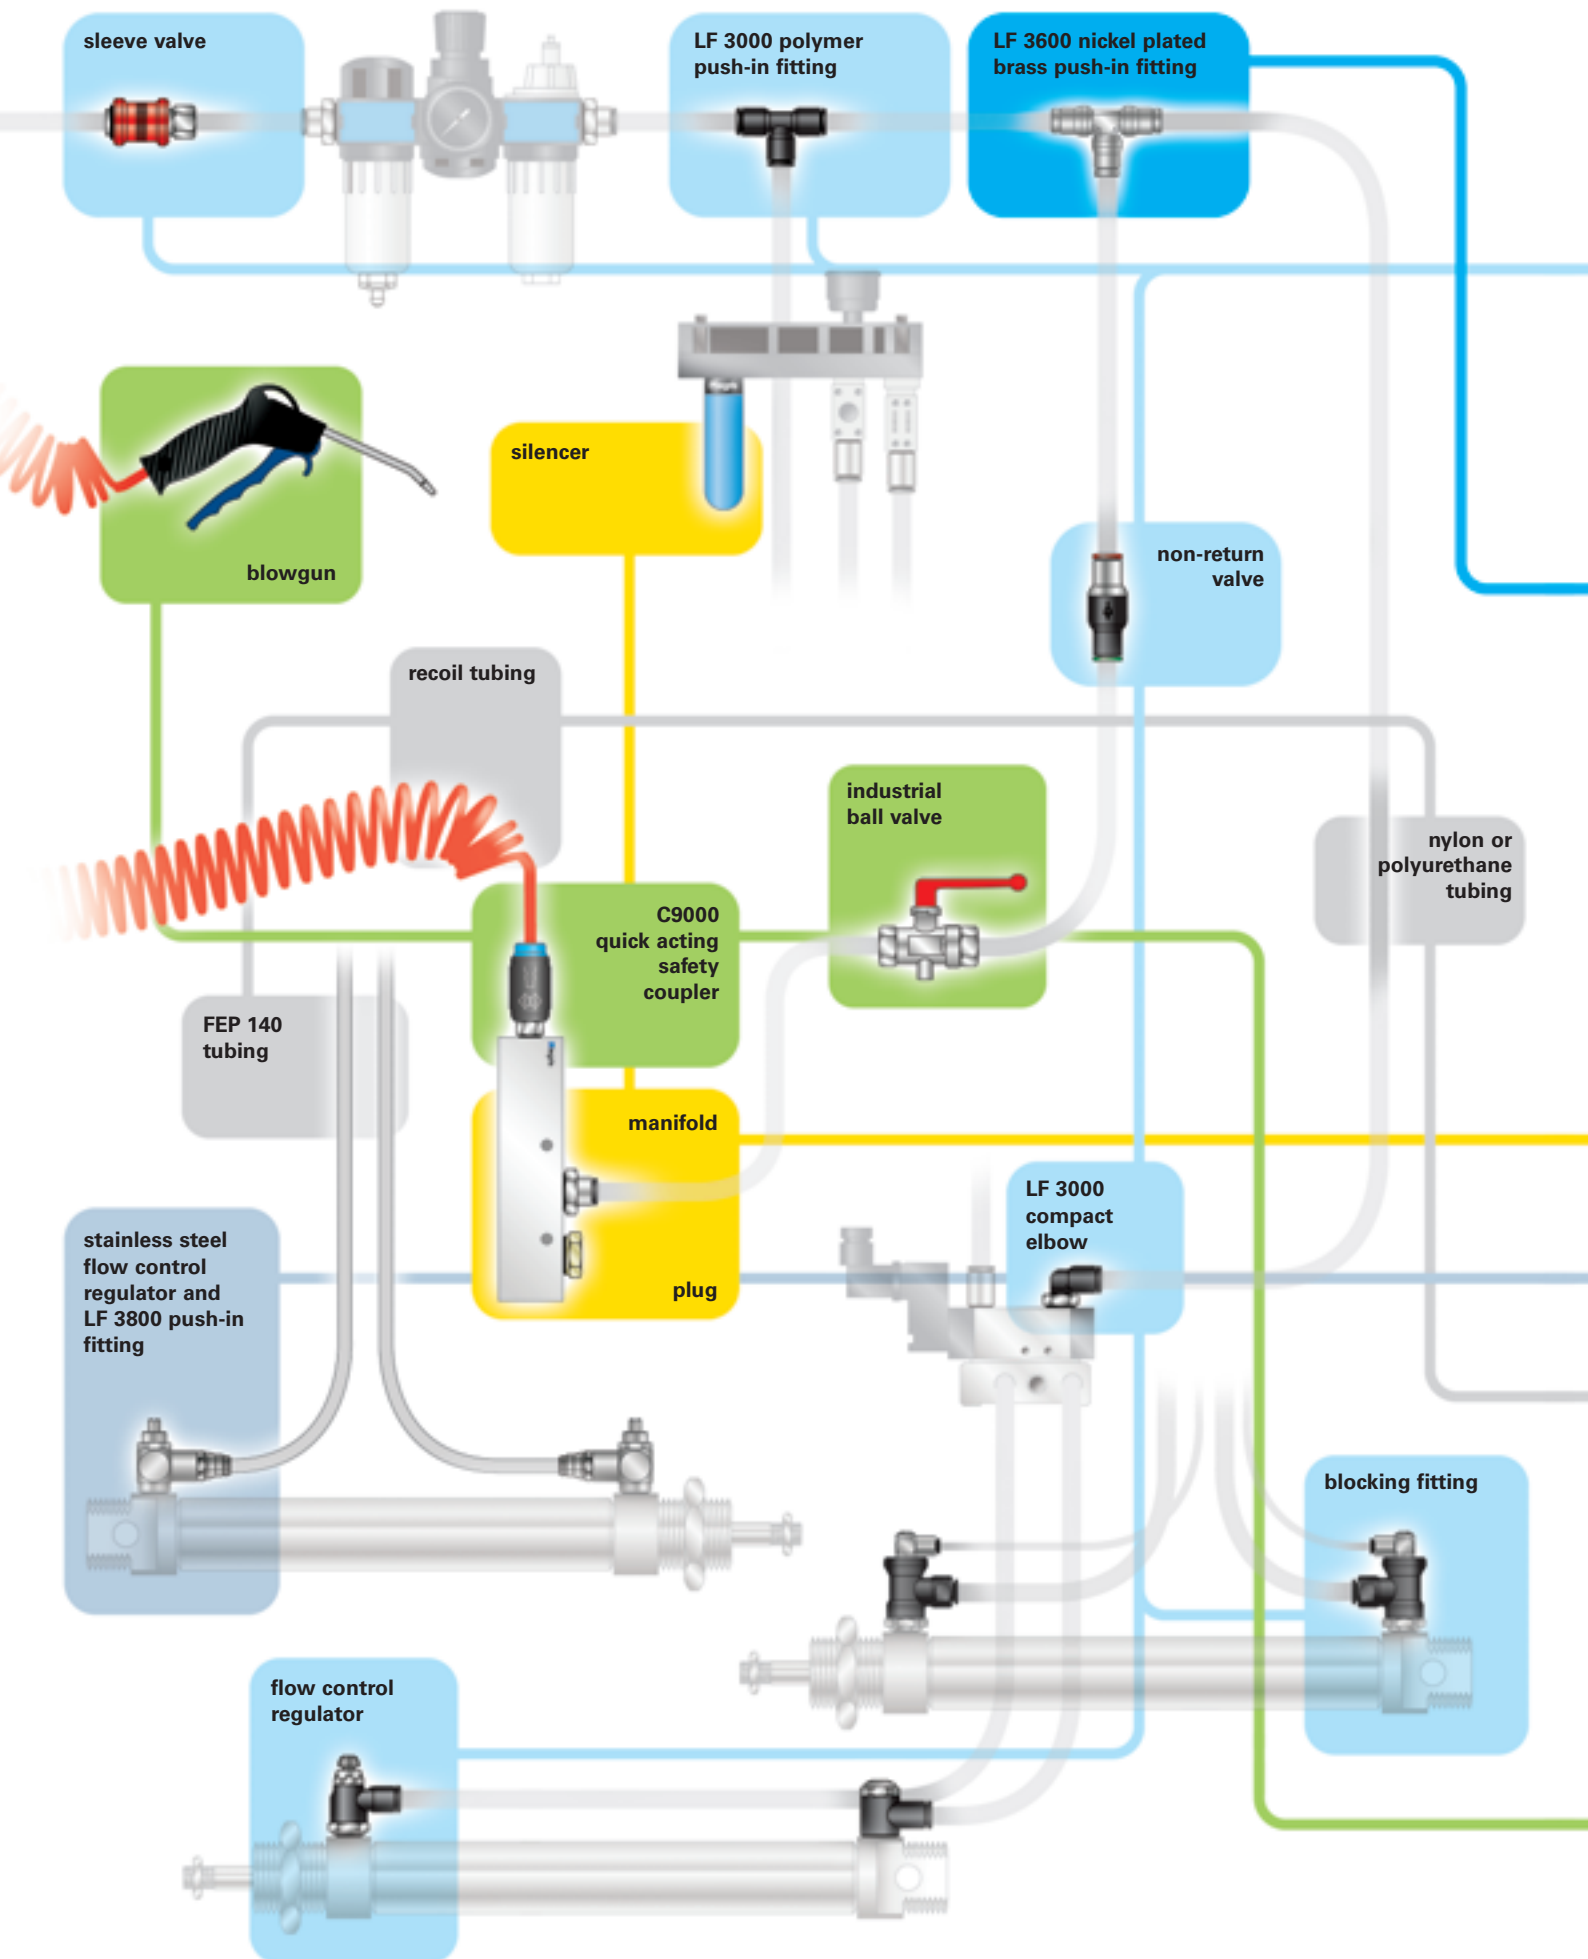 sleeve valve
LF 3000 polymer
push-in fitting
LF 3600 nickel plated
brass push-in fitting
blowgun
silencer
non-return
valve
recoil tubing
industrial
ball valve
nylon or
polyurethane
tubing
C9000
quick acting
safety
coupler
FEP 140
tubing
manifold
plug
LF 3000
compact
elbow
stainless steel
flow control
regulator and
LF 3800 push-in
fitting
blocking fitting
flow control
regulator